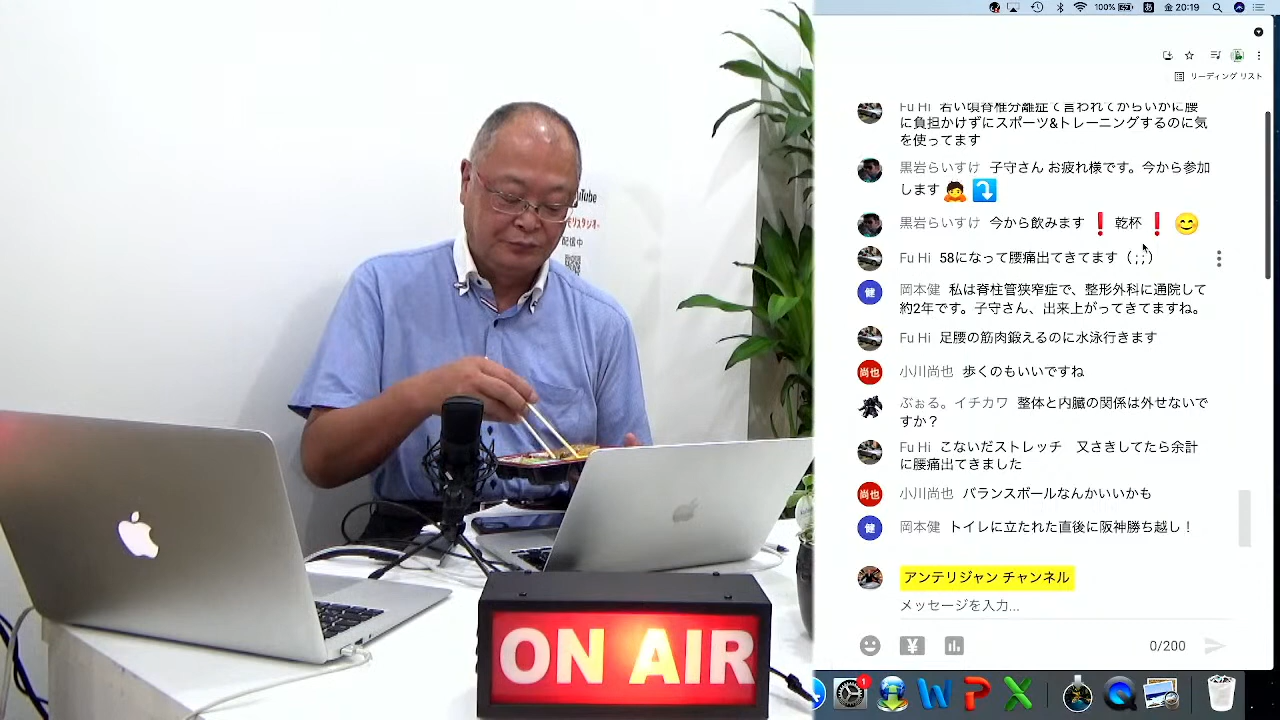 100%
金 20:19
リーディング リスト
Fu Hi 若い頃脊椎分離症て言われてからいかに腰
に負担かけずにスポーツ&トレーニングするのに気
を使ってます
黒岩らいすけ 子守さん お疲れ様です。今から参加
します🙇⤵️
黒岩らいすけ 今から飲みます❗乾杯❗😊
Fu Hi 58になって腰痛出てきてます（ ; ; ）
岡本健 私は脊柱管狭窄症で、整形外科に通院して
約2年です。子守さん、出来上がってきてますね。
Fu Hi 足腰の筋肉鍛えるのに水泳行きます
小川尚也 歩くのもいいですね
ぶぉる。イチカワ 整体と内臓の関係は外せないで
すか？
Fu Hi こないだストレッチ 又さきしてたら余計
に腰痛出てきました
小川尚也 バランスボールなんかいいかも
岡本健 トイレに立たれた直後に阪神勝ち越し！
アンテリジャン チャンネル
メッセージを入力...
0/200
配信中
ON AIR